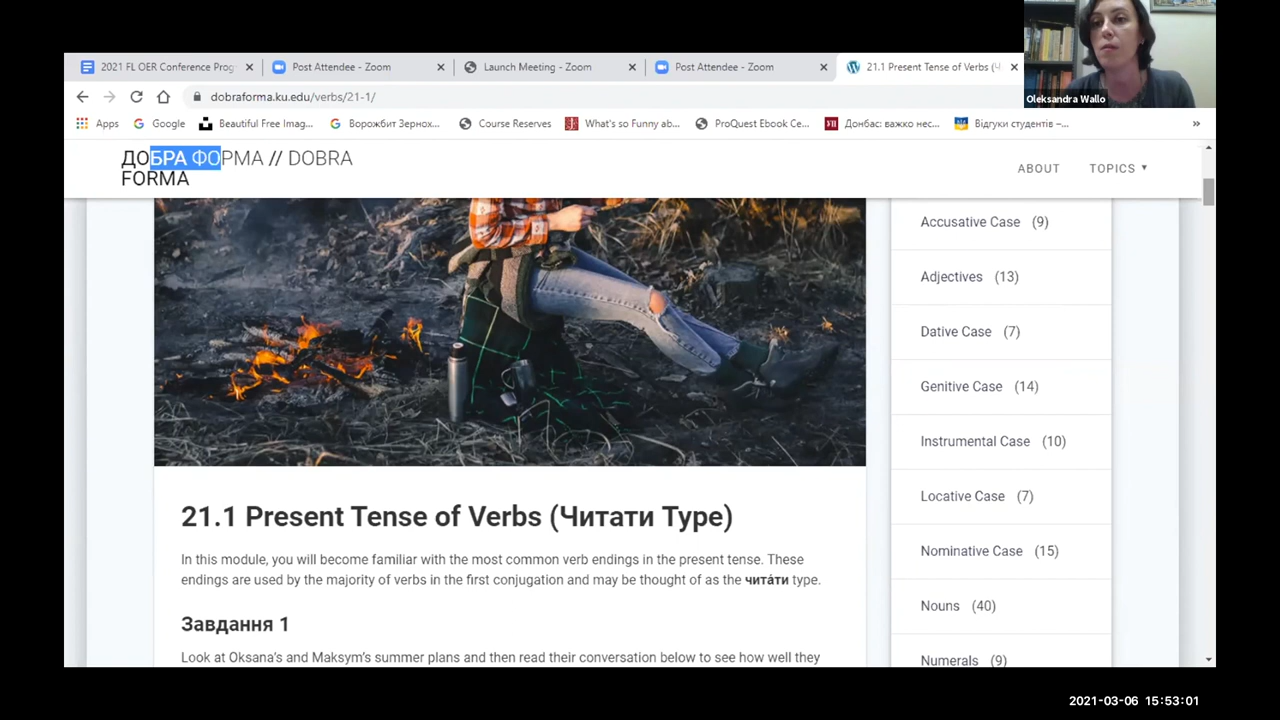 2021 FL OER Conference Prog
Post Attendee - Zoom
Launch Meeting - Zoom
Post Attendee - Zoom
21.1 Present Tense of Verbs (Ч
Oleksandra Wallo
dobraforma.ku.edu/verbs/21-1/
Apps
Google
Beautiful Free Imag...
Ворожбит Зернох...
Course Reserves
What's so Funny ab...
ProQuest Ebook Ce...
УП
Донбас: важко нес...
Відгуки студентів –...
»
ДОБРА ФОРМА // DOBRA
FORMA
ABOUT
TOPICS
Accusative Case (9)
Adjectives (13)
Dative Case (7)
Genitive Case (14)
Instrumental Case (10)
Locative Case (7)
Nominative Case (15)
Nouns (40)
Numerals (9)
21.1 Present Tense of Verbs (Читати Type)
In this module, you will become familiar with the most common verb endings in the present tense. These
endings are used by the majority of verbs in the first conjugation and may be thought of as the чита́ти type.
Завдання 1
Look at Oksana's and Maksym's summer plans and then read their conversation below to see how well they
2021-03-06 15:53:01